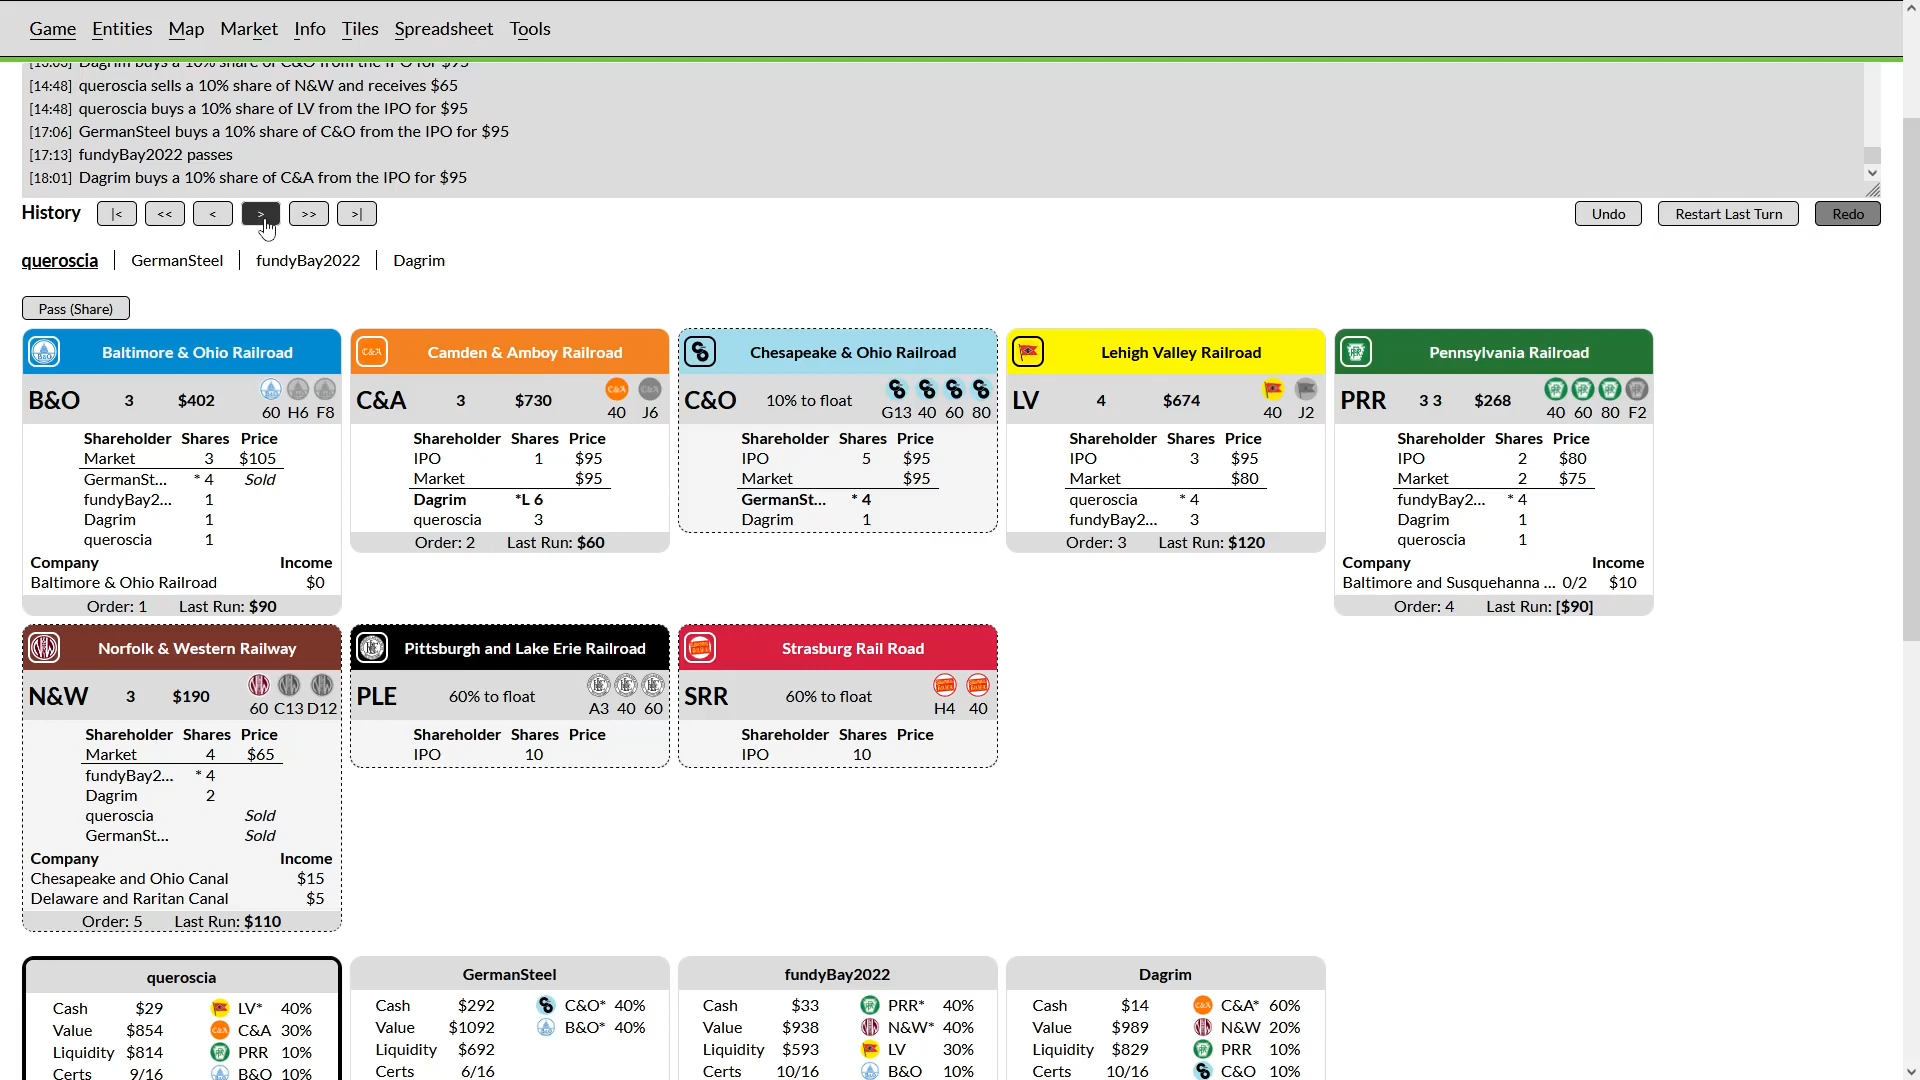 Game Entities Map Market Info Tiles Spreadsheet Tools
[13:03] Dagrim buys a 10% share of C&O from the IPO for $95
[14:48] queroscia sells a 10% share of N&W and receives $65
[14:48] queroscia buys a 10% share of LV from the IPO for $95
[17:06] GermanSteel buys a 10% share of C&O from the IPO for $95
[17:13] fundyBay2022 passes
[18:01] Dagrim buys a 10% share of C&A from the IPO for $95
History |< << < > >> >| Undo Restart Last Turn Redo
queroscia GermanSteel fundyBay2022 Dagrim
Pass (Share)
Baltimore & Ohio Railroad
B&O 3 $402 60 H6 F8
Shareholder Shares Price
Market 3 $105
GermanSt... * 4 Sold
fundyBay2... 1
Dagrim 1
queroscia 1
Company Income
Baltimore & Ohio Railroad $0
Order: 1 Last Run: $90
C&A Camden & Amboy Railroad
C&A 3 $730 40 J6
Shareholder Shares Price
IPO 1 $95
Market $95
Dagrim *L 6
queroscia 3
Order: 2 Last Run: $60
Chesapeake & Ohio Railroad
C&O 10% to float G13 40 60 80
Shareholder Shares Price
IPO 5 $95
Market $95
GermanSt... * 4
Dagrim 1
Lehigh Valley Railroad
LV 4 $674 40 J2
Shareholder Shares Price
IPO 3 $95
Market $80
queroscia * 4
fundyBay2... 3
Order: 3 Last Run: $120
Pennsylvania Railroad
PRR 3 3 $268 40 60 80 F2
Shareholder Shares Price
IPO 2 $80
Market 2 $75
fundyBay2... * 4
Dagrim 1
queroscia 1
Company Income
Baltimore and Susquehanna ... 0/2 $10
Order: 4 Last Run: [$90]
Norfolk & Western Railway
N&W 3 $190 60 C13 D12
Shareholder Shares Price
Market 4 $65
fundyBay2... * 4
Dagrim 2
queroscia Sold
GermanSt... Sold
Company Income
Chesapeake and Ohio Canal $15
Delaware and Raritan Canal $5
Order: 5 Last Run: $110
Pittsburgh and Lake Erie Railroad
PLE 60% to float A3 40 60
Shareholder Shares Price
IPO 10
Strasburg Rail Road
SRR 60% to float H4 40
Shareholder Shares Price
IPO 10
queroscia
Cash $29 LV* 40%
Value $854 C&A 30%
Liquidity $814 PRR 10%
Certs 9/16 B&O 10%
GermanSteel
Cash $292 C&O* 40%
Value $1092 B&O* 40%
Liquidity $692
Certs 6/16
fundyBay2022
Cash $33 PRR* 40%
Value $938 N&W* 40%
Liquidity $593 LV 30%
Certs 10/16 B&O 10%
Dagrim
Cash $14 C&A* 60%
Value $989 N&W 20%
Liquidity $829 PRR 10%
Certs 10/16 C&O 10%